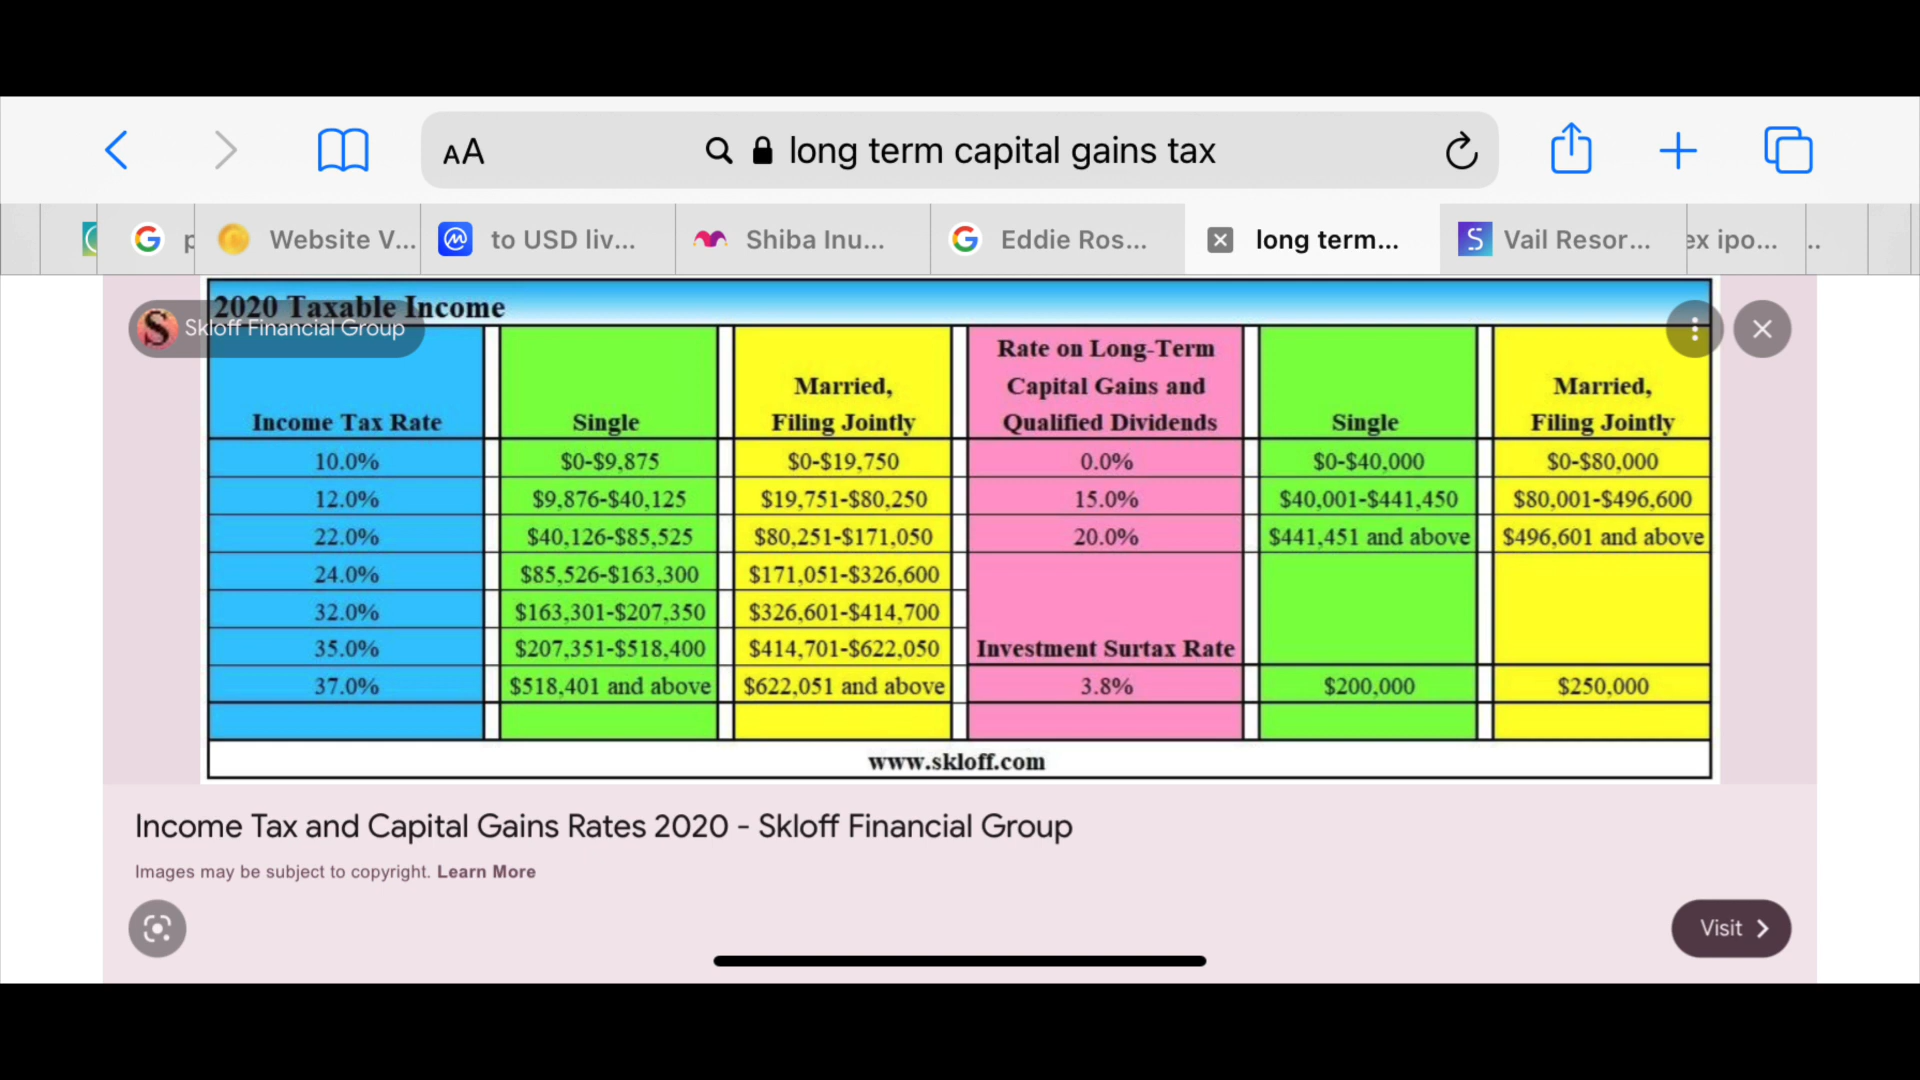 AA long term capital gains tax
p Website V... to USD liv... Shiba Inu... Eddie Ros... long term... Vail Resor... ex ipo... ..
2020 Taxable Income
Skloff Financial Group
Income Tax Rate Single Married, Filing Jointly Rate on Long-Term Capital Gains and Qualified Dividends Single Married, Filing Jointly
10.0% $0-$9,875 $0-$19,750 0.0% $0-$40,000 $0-$80,000
12.0% $9,876-$40,125 $19,751-$80,250 15.0% $40,001-$441,450 $80,001-$496,600
22.0% $40,126-$85,525 $80,251-$171,050 20.0% $441,451 and above $496,601 and above
24.0% $85,526-$163,300 $171,051-$326,600
32.0% $163,301-$207,350 $326,601-$414,700
35.0% $207,351-$518,400 $414,701-$622,050 Investment Surtax Rate
37.0% $518,401 and above $622,051 and above 3.8% $200,000 $250,000
www.skloff.com
Income Tax and Capital Gains Rates 2020 - Skloff Financial Group
Images may be subject to copyright. Learn More
Visit